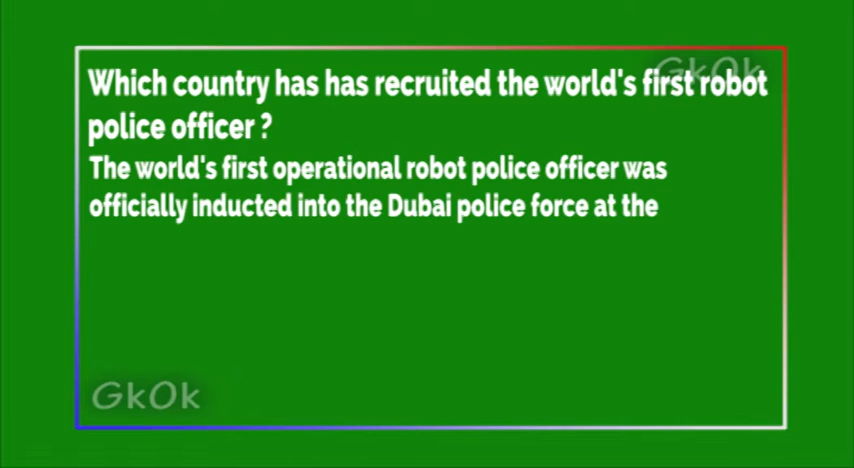 GkOk
Which country has has recruited the world's first robot
police officer ?
The world's first operational robot police officer was
officially inducted into the Dubai police force at the
GkOk